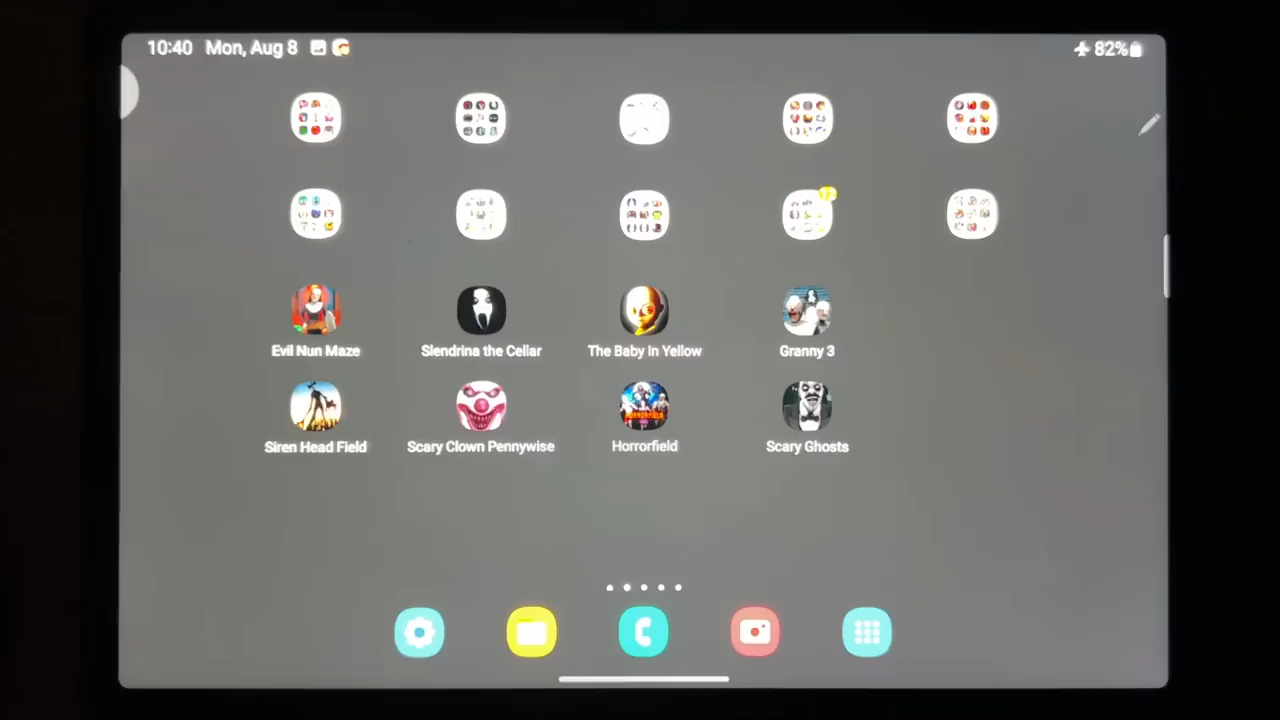 10:40 Mon, Aug 8 82%
Evil Nun Maze Slendrina the Cellar The Baby In Yellow Granny 3
Siren Head Field Scary Clown Pennywise Horrorfield Scary Ghosts
HORRORFIELD